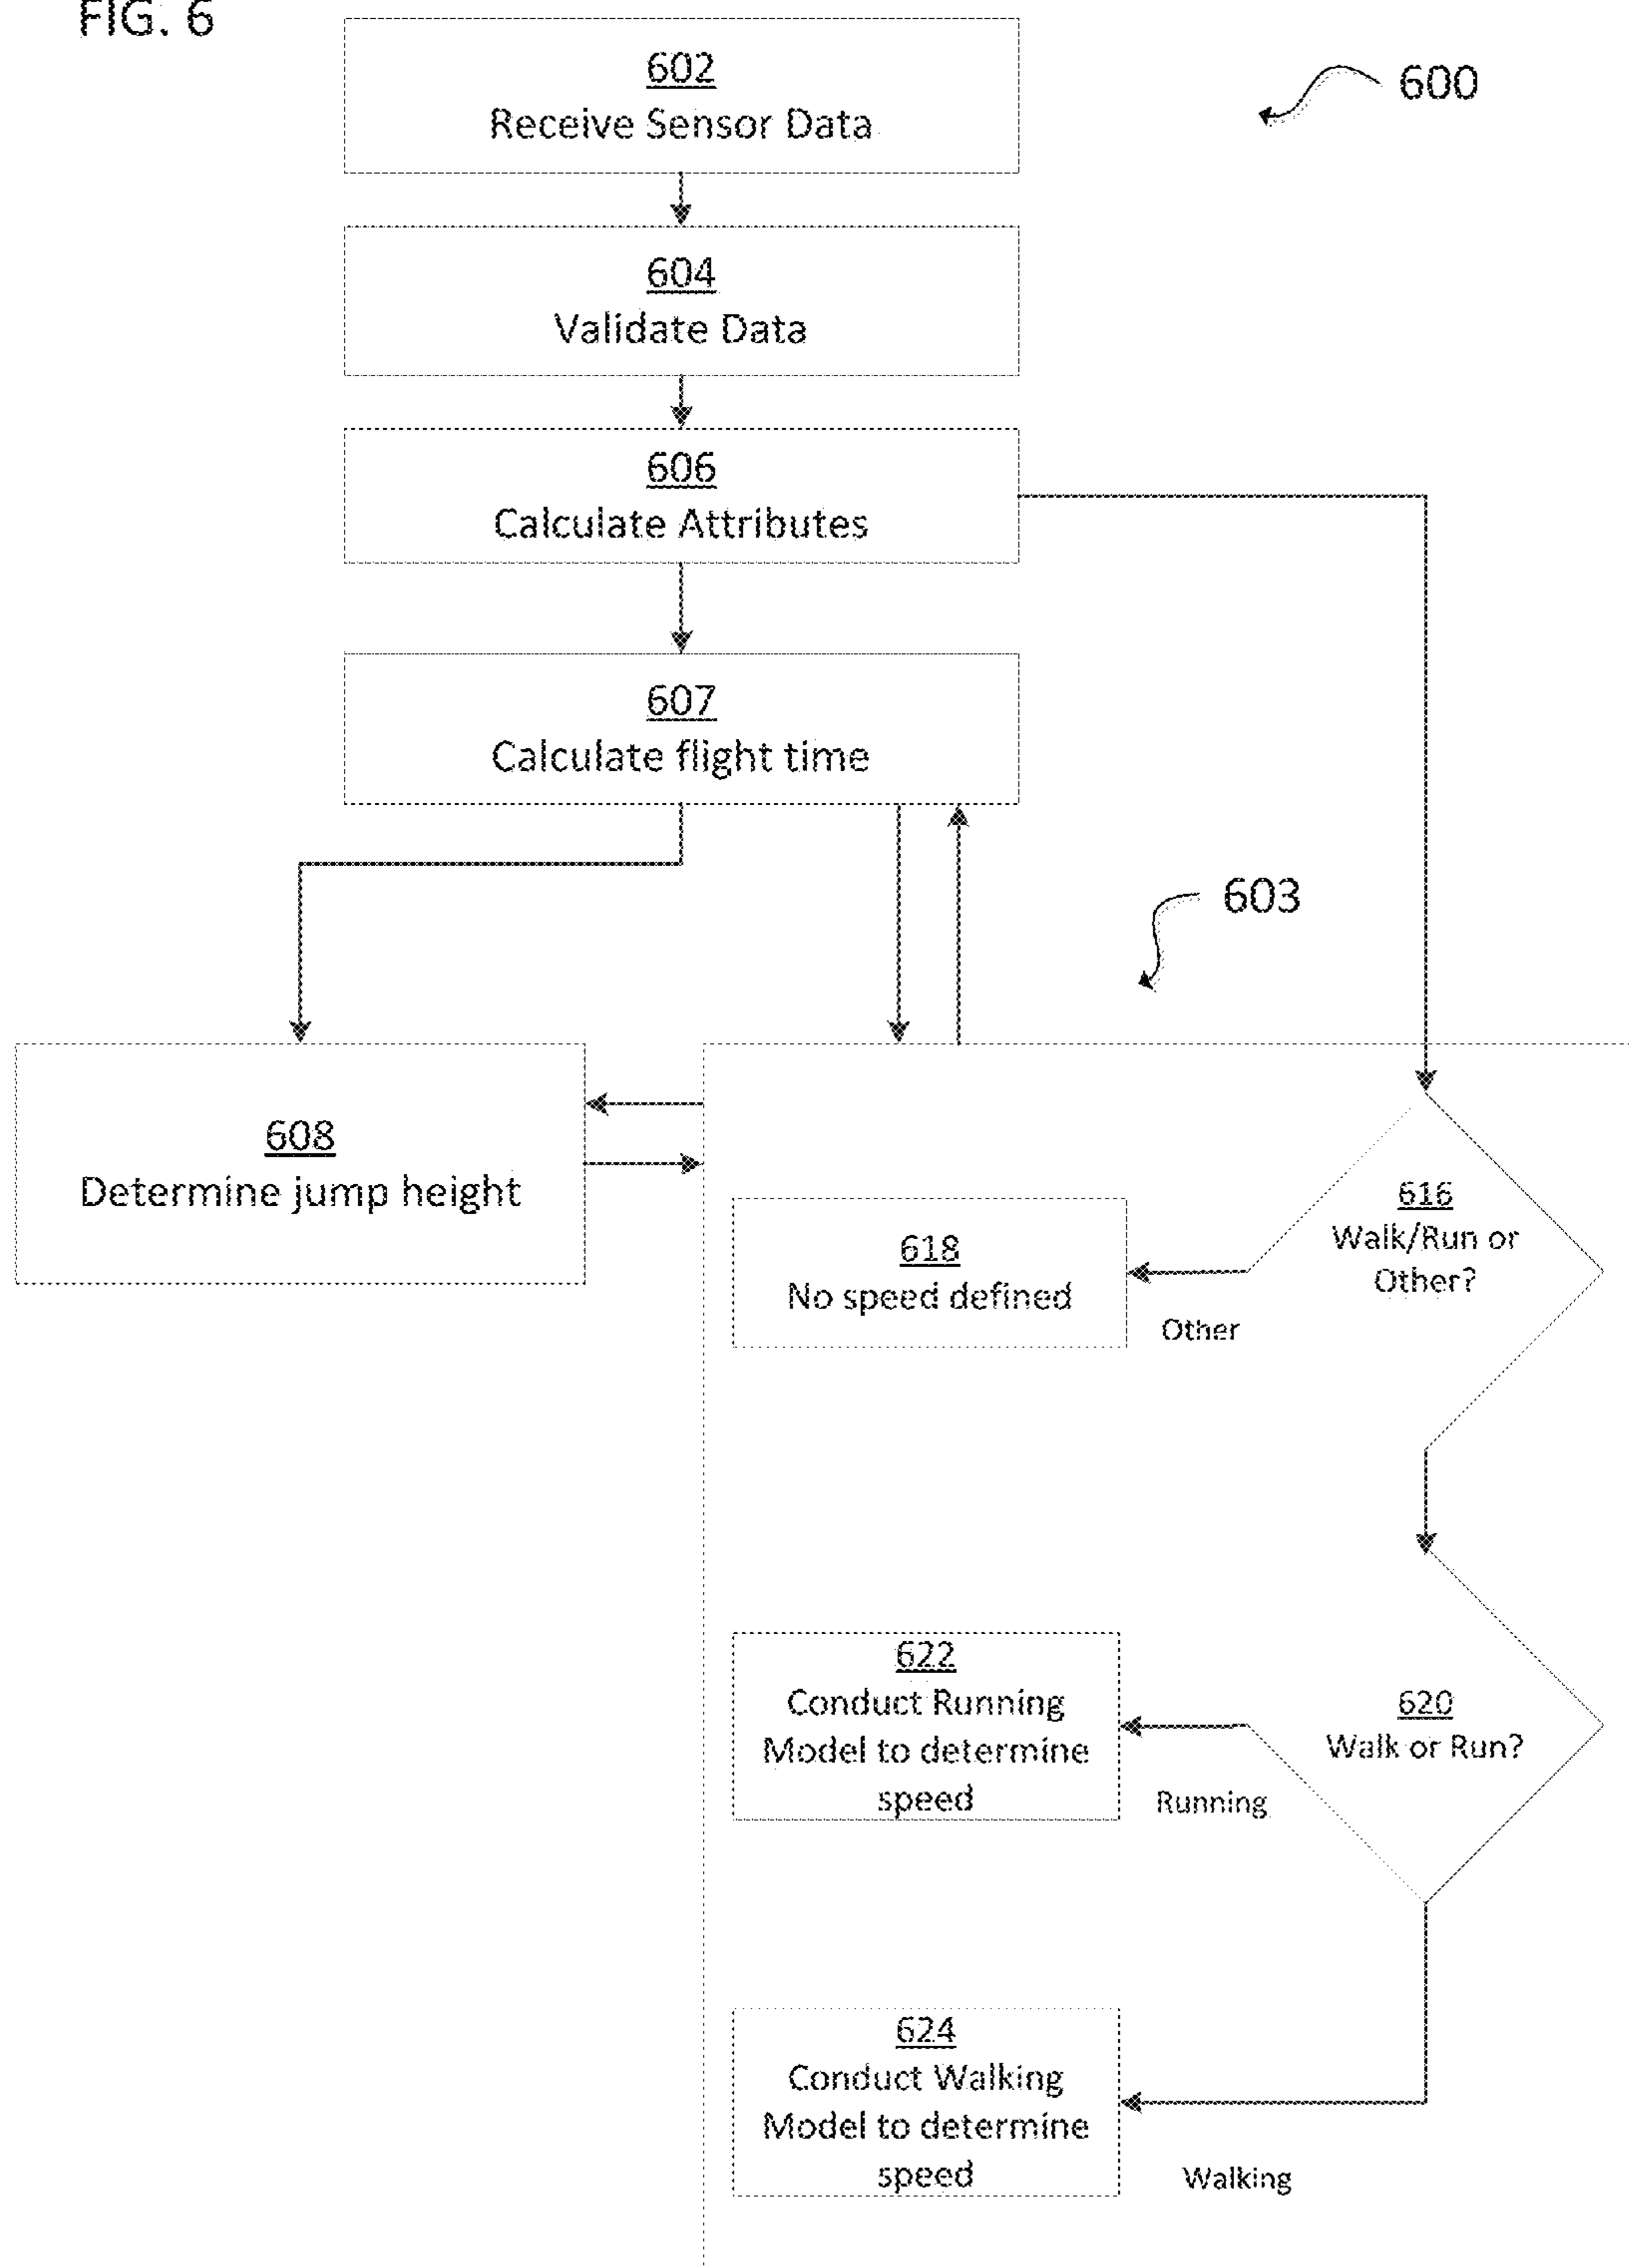 FIG. 6
602
Receive Sensor Data
600
604
Validate Data
606
Calculate Attributes
607
Calculate flight time
603
608
Determine jump height
616
Walk/Run or
Other?
618
No speed defined
Other
622
Conduct Running
Model to determine
speed
620
Walk or Run?
Running
624
Conduct Walking
Model to determine
speed
Walking